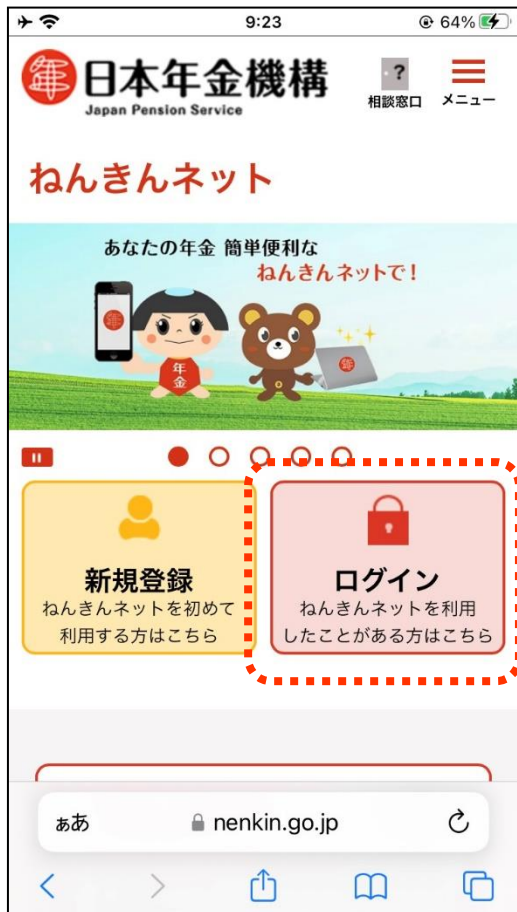 9:23
64%
年
日本年金機構
Japan Pension Service
?
相談窓口
メニュー
ねんきんネット
あなたの年金 簡単便利な
ねんきんネットで!
年
年
年金
新規登録
ねんきんネットを初めて
利用する方はこちら
ログイン
ねんきんネットを利用
したことがある方はこちら
ぁあ
nenkin.go.jp